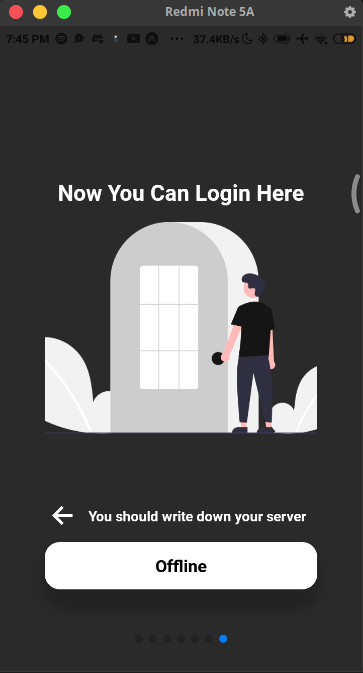 Redmi Note 5A
7:45 PM
37.4KB/s
Now You Can Login Here
You should write down your server
Offline